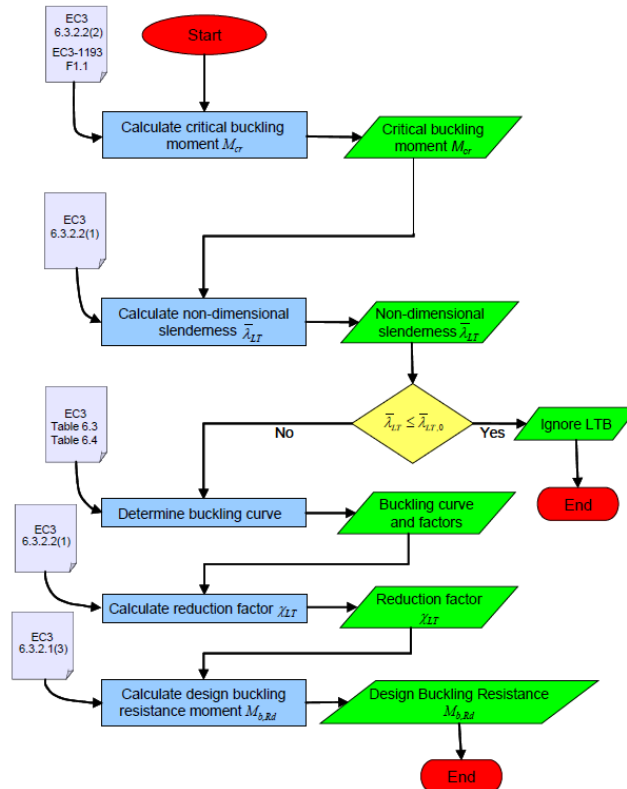 EC3
6.3.2.2(2)
EC3-1193
F1.1
Start
Calculate critical buckling
moment M_cr
Critical buckling
moment M_cr
EC3
6.3.2.2(1)
Calculate non-dimensional
slenderness λ̅_LT
Non-dimensional
slenderness λ̅_LT
λ̅_LT ≤ λ̅_LT,0
No
Yes
Ignore LTB
End
EC3
Table 6.3
Table 6.4
Determine buckling curve
Buckling curve
and factors
EC3
6.3.2.2(1)
Calculate reduction factor χ_LT
Reduction factor
χ_LT
EC3
6.3.2.1(3)
Calculate design buckling
resistance moment M_b,Rd
Design Buckling Resistance
M_b,Rd
End